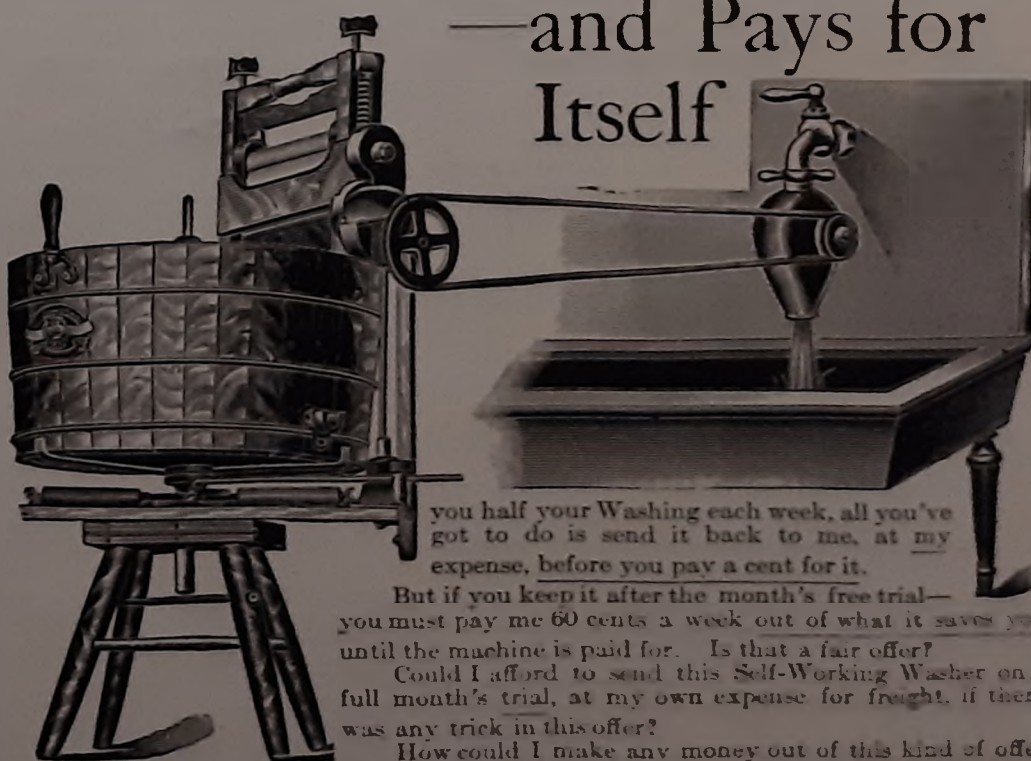 —and Pays for
Itself
you half your Washing each week, all you've
got to do is send it back to me, at my
expense, before you pay a cent for it.
But if you keep it after the month's free trial—
you must pay me 60 cents a week out of what it saves
until the machine is paid for. Is that a fair offer?
Could I afford to send this Self-Working Washer on
full month's trial, at my own expense for freight, if
was any trick in this offer?
How could I make any money out of this kind of